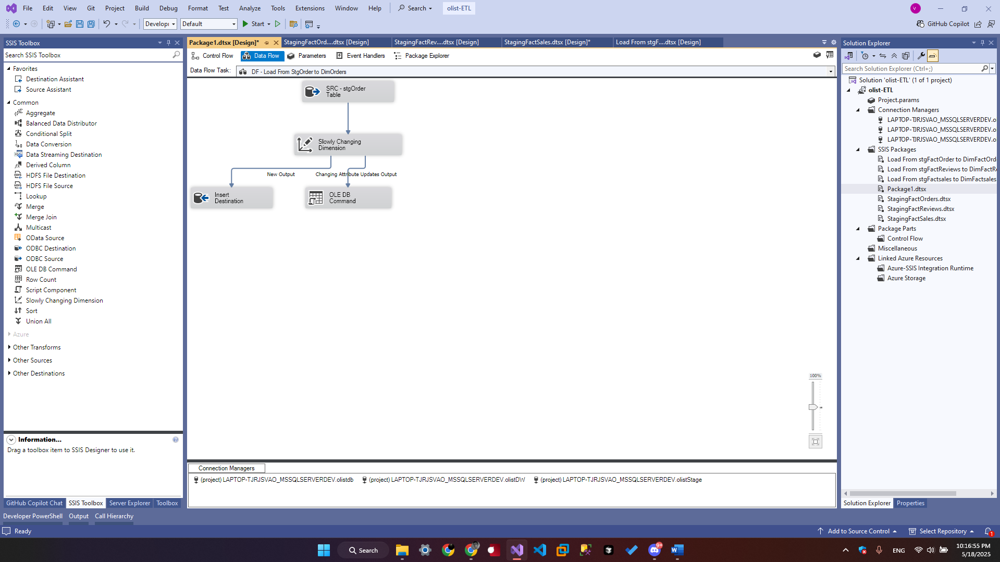 File Edit View Git Project Build Debug Format Test Analyze Tools Extensions Window Help Search olist-ETL V
Developı Default Start GitHub Copilot
SSIS Toolbox
Search SSIS Toolbox
Favorites
Destination Assistant
Source Assistant
Common
Aggregate
Balanced Data Distributor
Conditional Split
Data Conversion
Data Streaming Destination
Derived Column
HDFS File Destination
HDFS File Source
Lookup
Merge
Merge Join
Multicast
OData Source
ODBC Destination
ODBC Source
OLE DB Command
Row Count
Script Component
Slowly Changing Dimension
Sort
Union All
Azure
Other Transforms
Other Sources
Other Destinations
Information...
Drag a toolbox item to SSIS Designer to use it.
GitHub Copilot Chat SSIS Toolbox Server Explorer Toolbox
Package1.dtsx [Design]* StagingFactOrd....dtsx [Design] StagingFactRev....dtsx [Design] StagingFactSales.dtsx [Design]* Load From stgF....dtsx [Design]
Control Flow Data Flow Parameters Event Handlers Package Explorer
Data Flow Task: DF - Load From StgOrder to DimOrders
SRC - stgOrder
Table
Slowly Changing
Dimension
New Output Changing Attribute Updates Output
Insert
Destination
OLE DB
Command
100%
Connection Managers
(project) LAPTOP-TJRJSVAO_MSSQLSERVERDEV.olistdb (project) LAPTOP-TJRJSVAO_MSSQLSERVERDEV.olistDW (project) LAPTOP-TJRJSVAO_MSSQLSERVERDEV.olistStage
Solution Explorer
Search Solution Explorer (Ctrl+;)
Solution 'olist-ETL' (1 of 1 project)
olist-ETL
Project.params
Connection Managers
LAPTOP-TJRJSVAO_MSSQLSERVERDEV.o
LAPTOP-TJRJSVAO_MSSQLSERVERDEV.o
LAPTOP-TJRJSVAO_MSSQLSERVERDEV.o
SSIS Packages
Load From stgFactOrder to DimFactOrd
Load From stgFactReviews to DimFactR
Load From stgFactsales to DimFactsales
Package1.dtsx
StagingFactOrders.dtsx
StagingFactReviews.dtsx
StagingFactSales.dtsx
Package Parts
Control Flow
Miscellaneous
Linked Azure Resources
Azure-SSIS Integration Runtime
Azure Storage
Solution Explorer Properties
Developer PowerShell Output Call Hierarchy
Ready Add to Source Control Select Repository 1
Search 9+ ENG 10:16:55 PM
5/18/2025